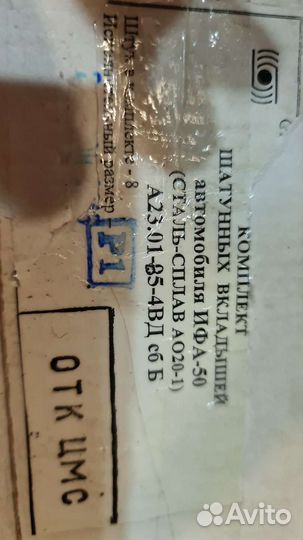 КОМПЛЕКТ
ШАТУННЫХ ВКЛАДЫШЕЙ
автомобиля ИФА-50
(СТАЛЬ-СПЛАВ АО20-1)
А23.01-85-4ВД сб Б
Штук в комплекте - 8
размер Р1
ОТК ЦМС
Avito